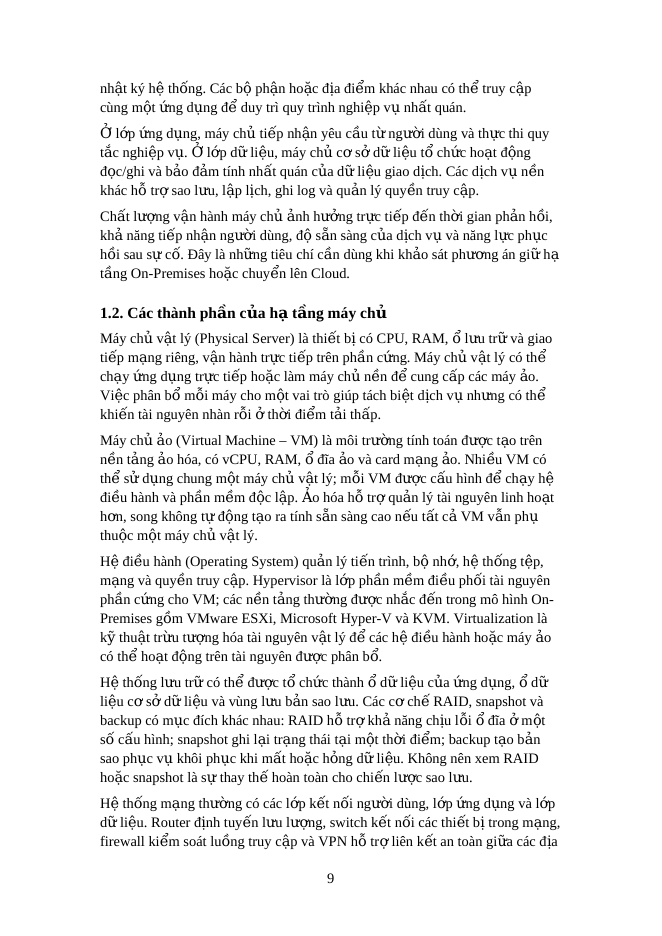 nhật ký hệ thống. Các bộ phận hoặc địa điểm khác nhau có thể truy cập
cùng một ứng dụng để duy trì quy trình nghiệp vụ nhất quán.
Ở lớp ứng dụng, máy chủ tiếp nhận yêu cầu từ người dùng và thực thi quy
tắc nghiệp vụ. Ở lớp dữ liệu, máy chủ cơ sở dữ liệu tổ chức hoạt động
đọc/ghi và bảo đảm tính nhất quán của dữ liệu giao dịch. Các dịch vụ nền
khác hỗ trợ sao lưu, lập lịch, ghi log và quản lý quyền truy cập.
Chất lượng vận hành máy chủ ảnh hưởng trực tiếp đến thời gian phản hồi,
khả năng tiếp nhận người dùng, độ sẵn sàng của dịch vụ và năng lực phục
hồi sau sự cố. Đây là những tiêu chí cần dùng khi khảo sát phương án giữ hạ
tầng On-Premises hoặc chuyển lên Cloud.
1.2. Các thành phần của hạ tầng máy chủ
Máy chủ vật lý (Physical Server) là thiết bị có CPU, RAM, ổ lưu trữ và giao
tiếp mạng riêng, vận hành trực tiếp trên phần cứng. Máy chủ vật lý có thể
chạy ứng dụng trực tiếp hoặc làm máy chủ nền để cung cấp các máy ảo.
Việc phân bổ mỗi máy cho một vai trò giúp tách biệt dịch vụ nhưng có thể
khiến tài nguyên nhàn rỗi ở thời điểm tải thấp.
Máy chủ ảo (Virtual Machine – VM) là môi trường tính toán được tạo trên
nền tảng ảo hóa, có vCPU, RAM, ổ đĩa ảo và card mạng ảo. Nhiều VM có
thể sử dụng chung một máy chủ vật lý; mỗi VM được cấu hình để chạy hệ
điều hành và phần mềm độc lập. Ảo hóa hỗ trợ quản lý tài nguyên linh hoạt
hơn, song không tự động tạo ra tính sẵn sàng cao nếu tất cả VM vẫn phụ
thuộc một máy chủ vật lý.
Hệ điều hành (Operating System) quản lý tiến trình, bộ nhớ, hệ thống tệp,
mạng và quyền truy cập. Hypervisor là lớp phần mềm điều phối tài nguyên
phần cứng cho VM; các nền tảng thường được nhắc đến trong mô hình On-
Premises gồm VMware ESXi, Microsoft Hyper-V và KVM. Virtualization là
kỹ thuật trừu tượng hóa tài nguyên vật lý để các hệ điều hành hoặc máy ảo
có thể hoạt động trên tài nguyên được phân bổ.
Hệ thống lưu trữ có thể được tổ chức thành ổ dữ liệu của ứng dụng, ổ dữ
liệu cơ sở dữ liệu và vùng lưu bản sao lưu. Các cơ chế RAID, snapshot và
backup có mục đích khác nhau: RAID hỗ trợ khả năng chịu lỗi ổ đĩa ở một
số cấu hình; snapshot ghi lại trạng thái tại một thời điểm; backup tạo bản
sao phục vụ khôi phục khi mất hoặc hỏng dữ liệu. Không nên xem RAID
hoặc snapshot là sự thay thế hoàn toàn cho chiến lược sao lưu.
Hệ thống mạng thường có các lớp kết nối người dùng, lớp ứng dụng và lớp
dữ liệu. Router định tuyến lưu lượng, switch kết nối các thiết bị trong mạng,
firewall kiểm soát luồng truy cập và VPN hỗ trợ liên kết an toàn giữa các địa
9